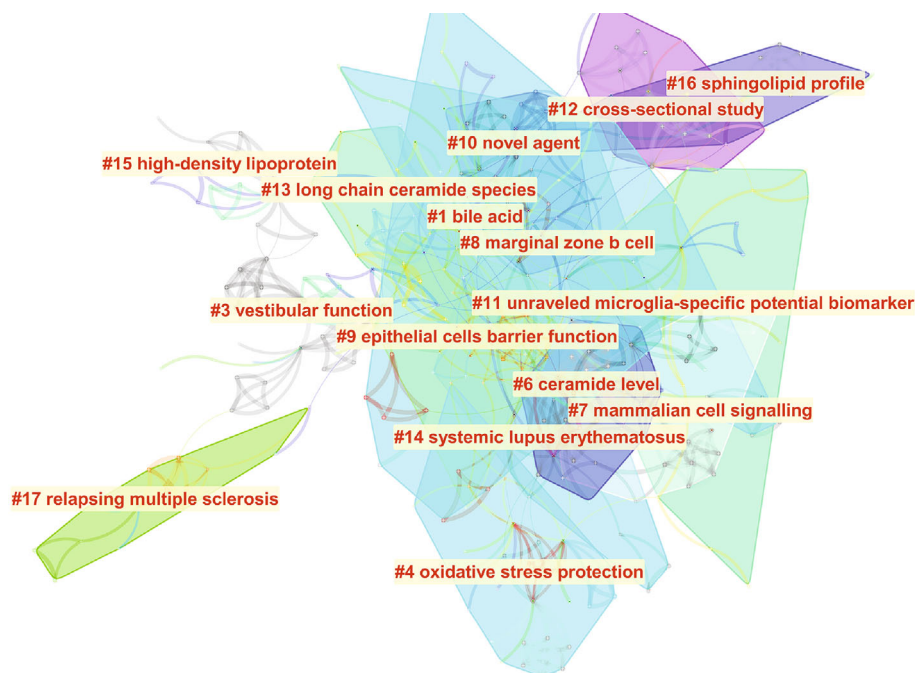 #16 sphingolipid profile
#12 cross-sectional study
#10 novel agent
#15 high-density lipoprotein
#13 long chain ceramide species
#1 bile acid
#8 marginal zone b cell
#11 unraveled microglia-specific potential biomarker
#3 vestibular function
#9 epithelial cells barrier function
#6 ceramide level
#7 mammalian cell signalling
#14 systemic lupus erythematosus
#17 relapsing multiple sclerosis
#4 oxidative stress protection